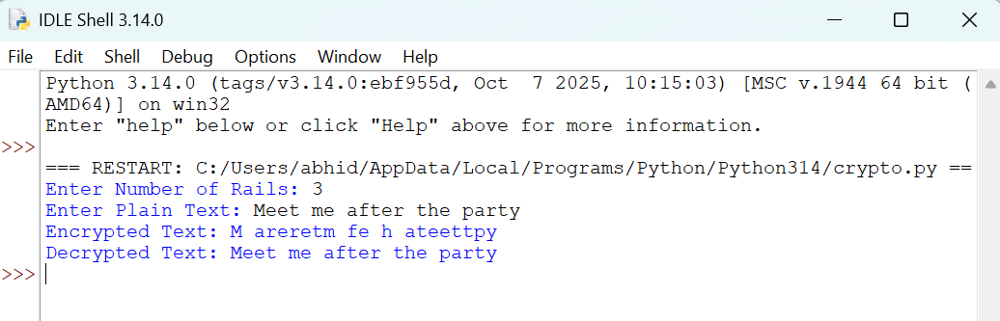 IDLE Shell 3.14.0
File Edit Shell Debug Options Window Help
Python 3.14.0 (tags/v3.14.0:ebf955d, Oct  7 2025, 10:15:03) [MSC v.1944 64 bit (
AMD64)] on win32
Enter "help" below or click "Help" above for more information.
>>>
=== RESTART: C:/Users/abhid/AppData/Local/Programs/Python/Python314/crypto.py ==
Enter Number of Rails: 3
Enter Plain Text: Meet me after the party
Encrypted Text: M areretm fe h ateettpy
Decrypted Text: Meet me after the party
>>>